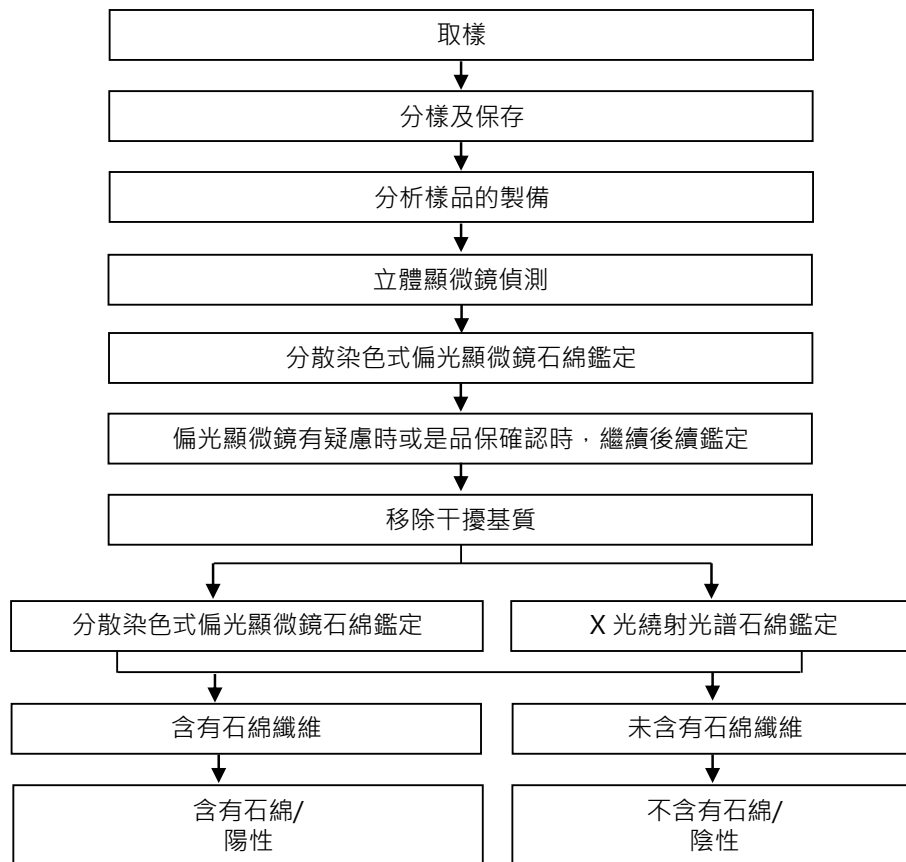 取樣
分樣及保存
分析樣品的製備
立體顯微鏡偵測
分散染色式偏光顯微鏡石綿鑑定
偏光顯微鏡有疑慮時或是品保確認時，繼續後續鑑定
移除干擾基質
分散染色式偏光顯微鏡石綿鑑定
X 光繞射光譜石綿鑑定
含有石綿纖維
未含有石綿纖維
含有石綿/
陽性
不含有石綿/
陰性